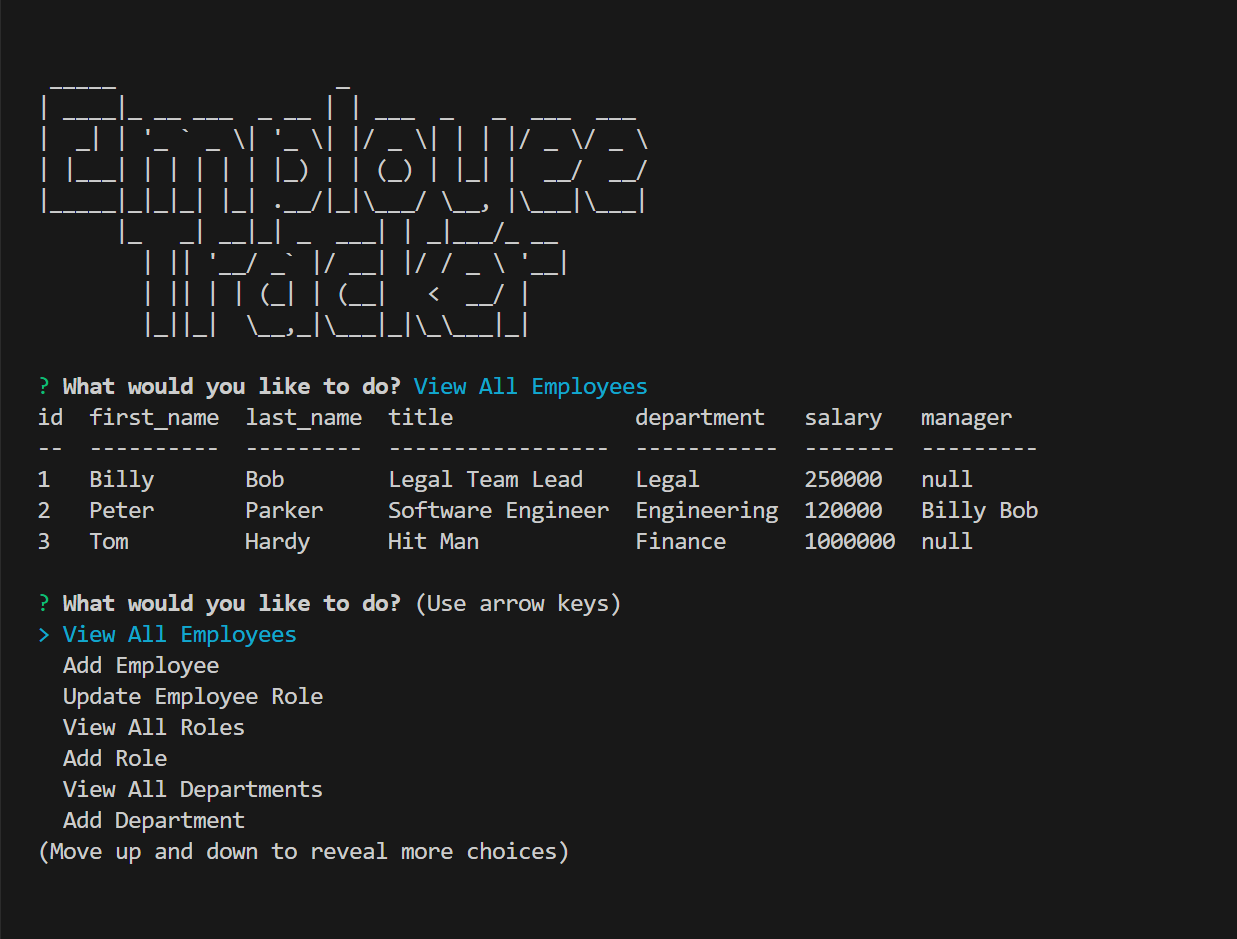 Employee
Tracker
? What would you like to do? View All Employees
id  first_name  last_name  title              department   salary   manager
--  ----------  ---------  -----------------  -----------  -------  ---------
1   Billy       Bob        Legal Team Lead    Legal        250000   null
2   Peter       Parker     Software Engineer  Engineering  120000   Billy Bob
3   Tom         Hardy      Hit Man            Finance      1000000  null
? What would you like to do? (Use arrow keys)
> View All Employees
  Add Employee
  Update Employee Role
  View All Roles
  Add Role
  View All Departments
  Add Department
(Move up and down to reveal more choices)